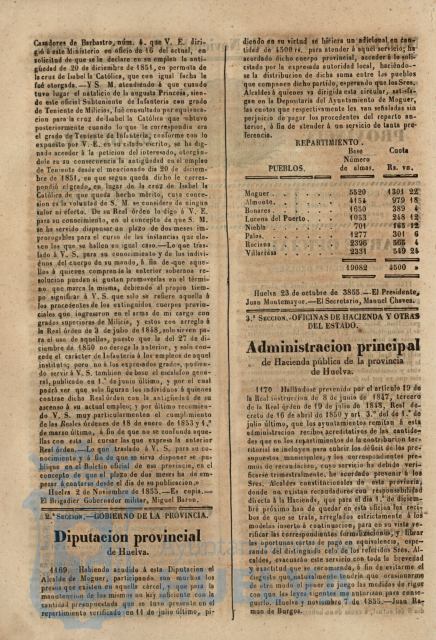 Cazadores de Barbastro, núm. 4. que V. E. diri-
gió á este Ministerio en oficio de 16 del actual, en
solicitud de que se le declare en su empleo la anti-
güedad de 20 de diciembre de 1851, en permuta de
la cruz de Isabel la Católica, que con igual fecha le
fué otorgada.—Y S. M. atendiendo á que cuando
tuvo lugar el natalicio de la augusta Princesa, sien-
do este oficial Subteniente de Infantería con grado
de Teniente de Milicias, fué consultado por equivoca-
cion para la cruz de Isabel la Católica que obtuvo
posteriormente cuando lo que le correspondia era
el grado de Teniente de Infantería; conforme con lo
expuesto por V. E. en su citado escrito, se ha dig-
nado acceder á la peticion del interesado, otorgán-
dole en su consecuencia la antigüedad en el empleo
de Teniente desde el mencionado dia 20 de diciem-
bre de 1851, en que segun queda dicho le corres-
pondió el grado, en lugar de la cruz de Isabel la
Católica de que queda hecho mérito, cuya conce-
sion es la voluntad de S. M. se considere de ningun
valor ni efecto. De su Real órden lo digo á V. E.
para su conocimiento, en el concepto de que S. M.
se ha servido dispensar un plazo de dos meses im-
prorogables para el curso de las instancias que ele-
ven los que se hallen en igual caso.—Lo que tras-
lado á V. S. para su conocimiento y de los indivi-
duos del cuerpo de su mando, á fin de que aque-
llos á quienes comprenda la anterior soberana re-
solucion puedan si gustan promoverlas en el térmi-
no que marca la misma, debiendo al propio tiem-
po significar á V. S. que solo se refiere aquella á
los procedentes de los extinguidos cuerpos provin-
ciales que ingresaron en el arma de mi cargo con
grados superiores de Milicia, y estos con arreglo á
la Real órden de 3 de julio de 1845, solo sirven pa-
ra el uso de aquellos, puesto que la del 27 de di-
ciembre de 1850 no deroga la anterior, y solo con-
cede el carácter de Infantería á los empleos de aquel
instituto; pero no á los expresados grados, pudien-
do servir á V. S. tambien de base el escalafon gene-
ral, publicado en 1.º de junio último, y por el cual
podrá ver que solo figuran los individuos á quienes
contrae dicha Real órden con la antigüedad de su
ascenso á su actual empleo; y por último recomien-
do V. S. muy particularmente el cumplimiento
de las Reales órdenes de 18 de enero de 1853 y 1.º
de marzo último, á fin de que no se confunda aque-
lla con esta al cursar las que expresa la anterior
Real órden.—Lo que traslado á V. S. para su co-
nocimiento y á fin de que se sirva disponer se pu-
blique en el Boletin oficial de esa provincia, en el
concepto de que el plazo de dos meses ha de em-
pezar á contarse desde el dia de su publicacion.»
Huelva 2 de Noviembre de 1855.—Es copia.
El Brigadier Gobernador militar, Miguel Barea.
2.ª Seccion,—GOBIERNO DE LA PROVINCIA.
Diputacion provincial
de Huelva.
1169. Habiendo acudido á esta Diputacion el
Alcalde de Moguer, participando son muchos los
presos que existen en aquella cárcel, y que para la
manutencion de los mismos no hay suficiente con la
cantidad presupuestada que se tuvo presente en el
repartimiento verificado en 11 de julio último, pi-
diendo en su virtud se hiciera un adicional en can-
tidad de 4500 rs. para atender á aquel servicio; ha
acordado dicho cuerpo provincial, acceder á lo soli-
citado por la expresada autoridad local, haciéndo-
se la distribucion de dicha suma entre los pueblos
que componen dicho partido, esperando que los Sres.
Alcaldes á quienes va dirigida esta circular, satisfa-
gan en la Depositaria del Ayuntamiento de Moguer,
las cuotas que respectivamente les van señaladas sin
perjuicio de pagar los procedentes del reparto ante-
rior, á fin de atender á un servicio de tanta pre-
ferencia.
REPARTIMIENTO.
PUEBLOS. Base Número de almas. Cuota Rs. vn.
Moguer. 5520 1301 22
Almonte. 4154 979 18
Bonares. 1650 389 4
Lucena del Puerto 1053 248 12
Niebla 701 165 12
Palos. 1277 301 6
Rociana. 2396 565 4
Villarrasa 2331 549 24
19082 4500 »
Huelva 23 de octubre de 1855.—El Presidente,
Juan Montemayor.—El Secretario, Manuel Chaves.
3.ª Seccion.-OFICINAS DE HACIENDA Y OTRAS
DEL ESTADO.
Administracion principal
de Hacienda pública de la provincia
de Huelva.
1170 Hallándose prevenido por el artículo 19 de
la Real instruccion de 8 de junio de 1847, tercero
de la Real órden de 19 de julio de 1848, Real de-
creto de 16 de abril de 1850 y art. 3.º del 1.º de
julio último, que los ayuntamientos remitan á esta
administracion recibos acreditativos de las cantida-
des que en los repartimientos de la contribucion ter-
ritorial se incluyen para cubrir los déficit de los pre-
supuestos municipales, y los correspondientes pre-
mios de recaudacion; cuyo servicio ha debido veri-
ficarse trimestralmente, he acordado prevenir á los
Sres. Alcaldes constitucionales de esta provincia,
donde no existan recaudadores con responsabilidad
directa á la Hacienda, que para el dia 1.º de diciem-
bre próximo han de quedar en esta oficina los reci-
bos de que se trata, arreglados estrictamente á los
modelos inserto á continuacion, para en su vista ve-
rificar las correspondientes formalizaciones, y librar
las oportunas cartas de pago en equivalencia, espe-
rando del distinguido celo de los referidos Sres. Al-
caldes, evacuarán este servicio con toda la brevedad
y exactitud que se recomienda, á fin de evitarme el
disgusto que naturalmente tendria que ocasionarme
de otro modo al poner en juego las medidas de rigor
con que las leyes vigentes me autorizan para conse-
guirlo. Huelva y noviembre 7 de 1855.—Juan Ra-
mon de Burgos.